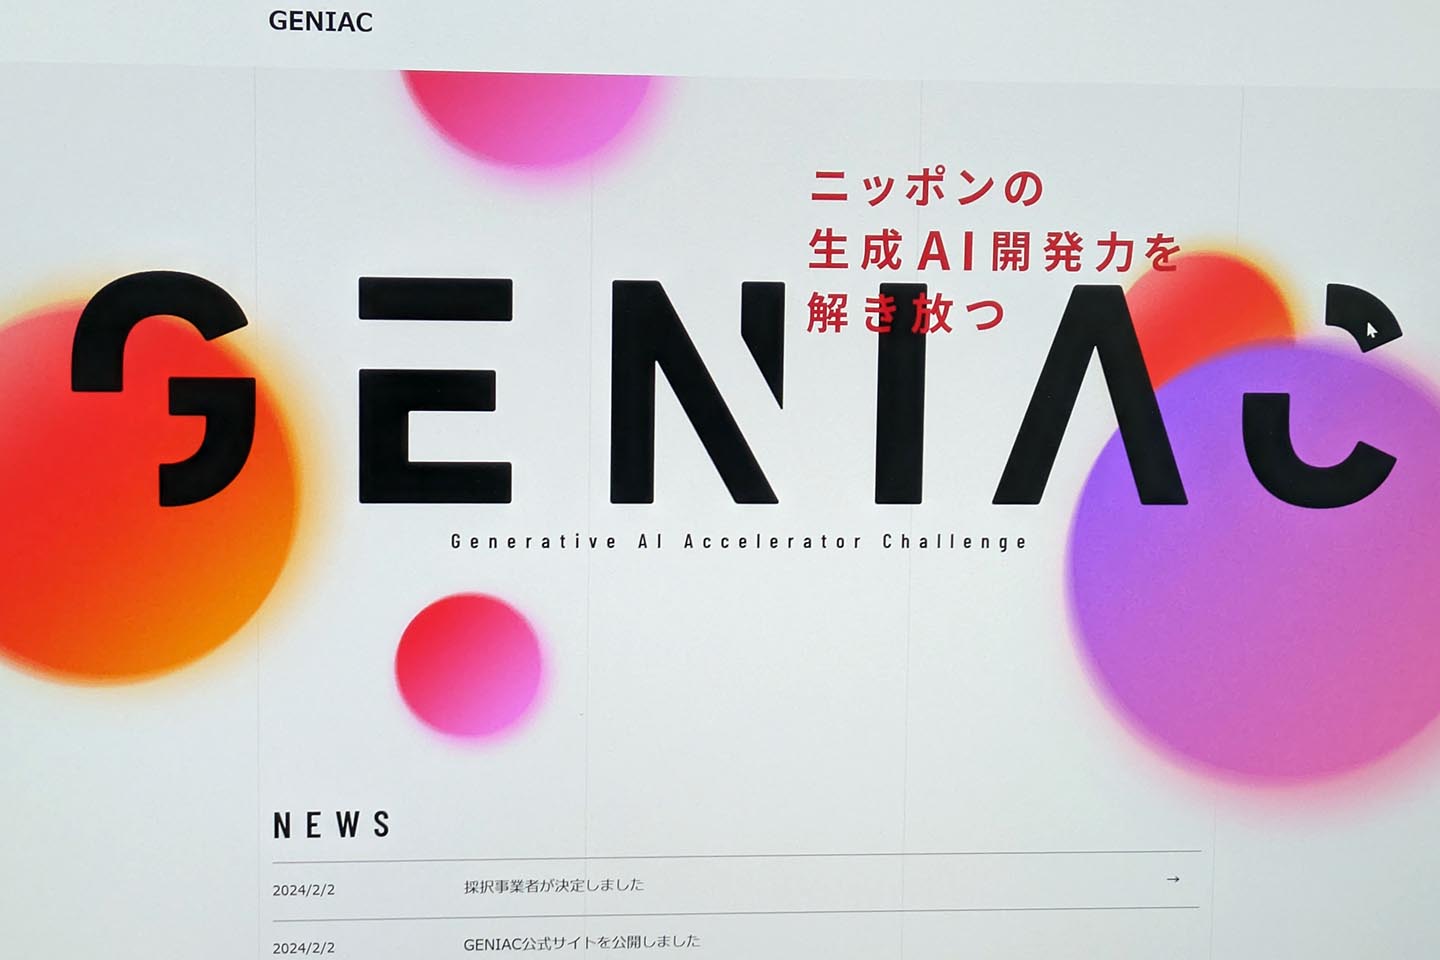 GENIAC
ニッポンの
生成AI開発力を
解き放つ
GENIAC
Generative AI Accelerator Challenge
NEWS
2024/2/2 採択事業者が決定しました →
2024/2/2 GENIAC公式サイトを公開しました